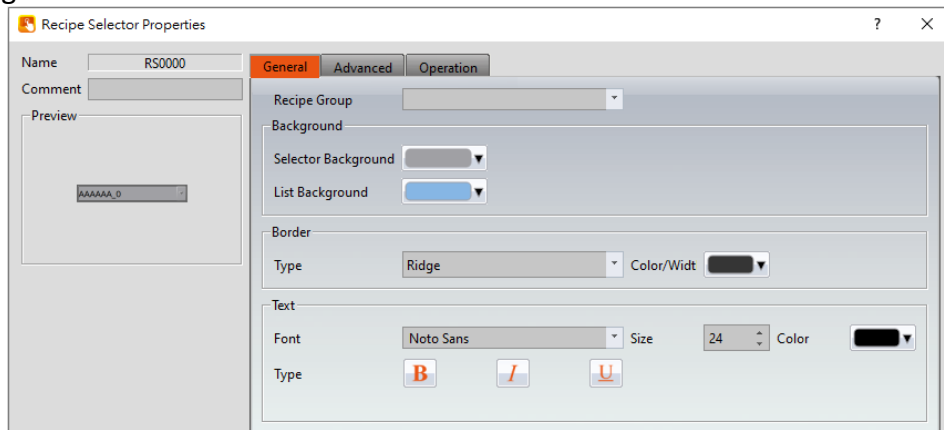 Recipe Selector Properties
Name RS0000
Comment
Preview
AAAAAA_0
General Advanced Operation
Recipe Group
Background
Selector Background
List Background
Border
Type Ridge Color/Widt
Text
Font Noto Sans Size 24 Color
Type B I U